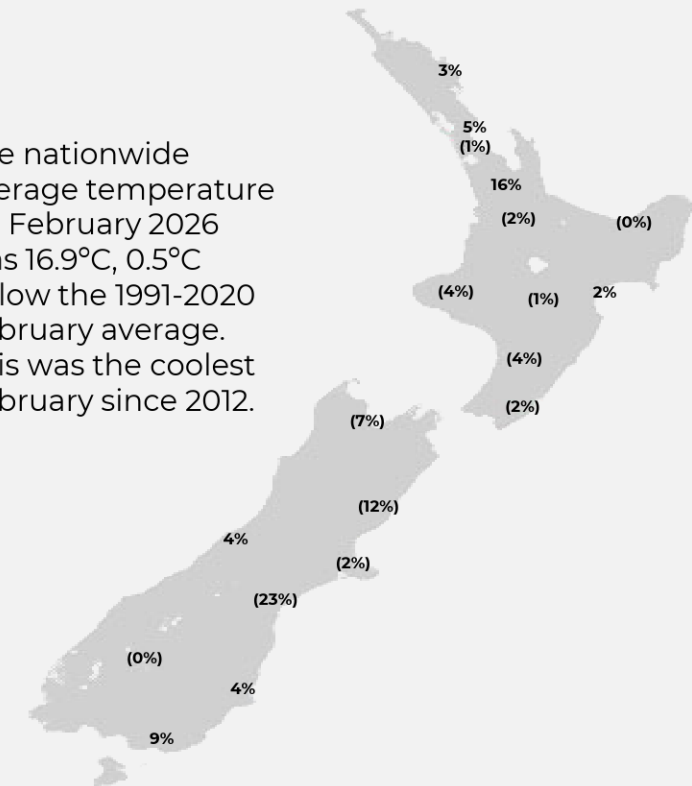 e nationwide
erage temperature
February 2026
s 16.9°C, 0.5°C
low the 1991-2020
bruary average.
is was the coolest
bruary since 2012.
3%
5%
(1%)
16%
(2%)
(0%)
(4%)
(1%)
2%
(4%)
(2%)
(7%)
(12%)
4%
(2%)
(23%)
(0%)
4%
9%